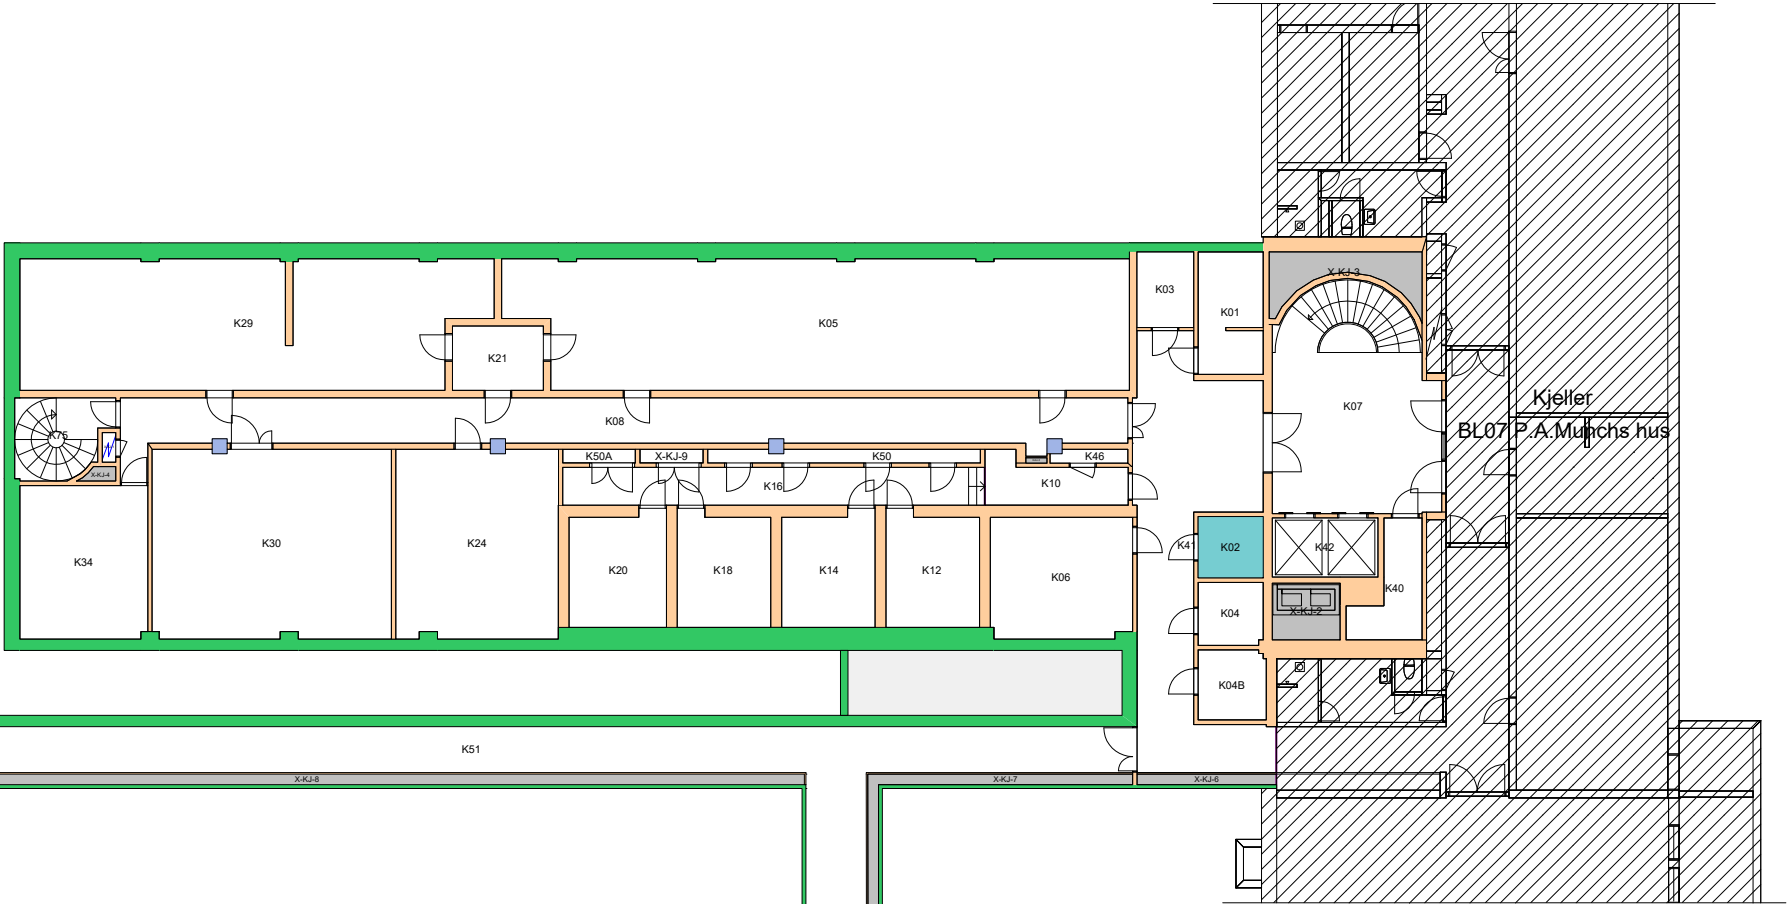 X-KJ-3
K03
K01
K29
K05
K21
Kjeller
K07
K08
BL07 P.A.Munchs hus
K75
K50A
X-KJ-9
K50
K46
X-KJ-4
K16
K10
K34
K30
K24
K20
K18
K14
K12
K06
K41
K02
K42
K40
K04
X-KJ-2
K04B
K51
X-KJ-8
X-KJ-7
X-KJ-6